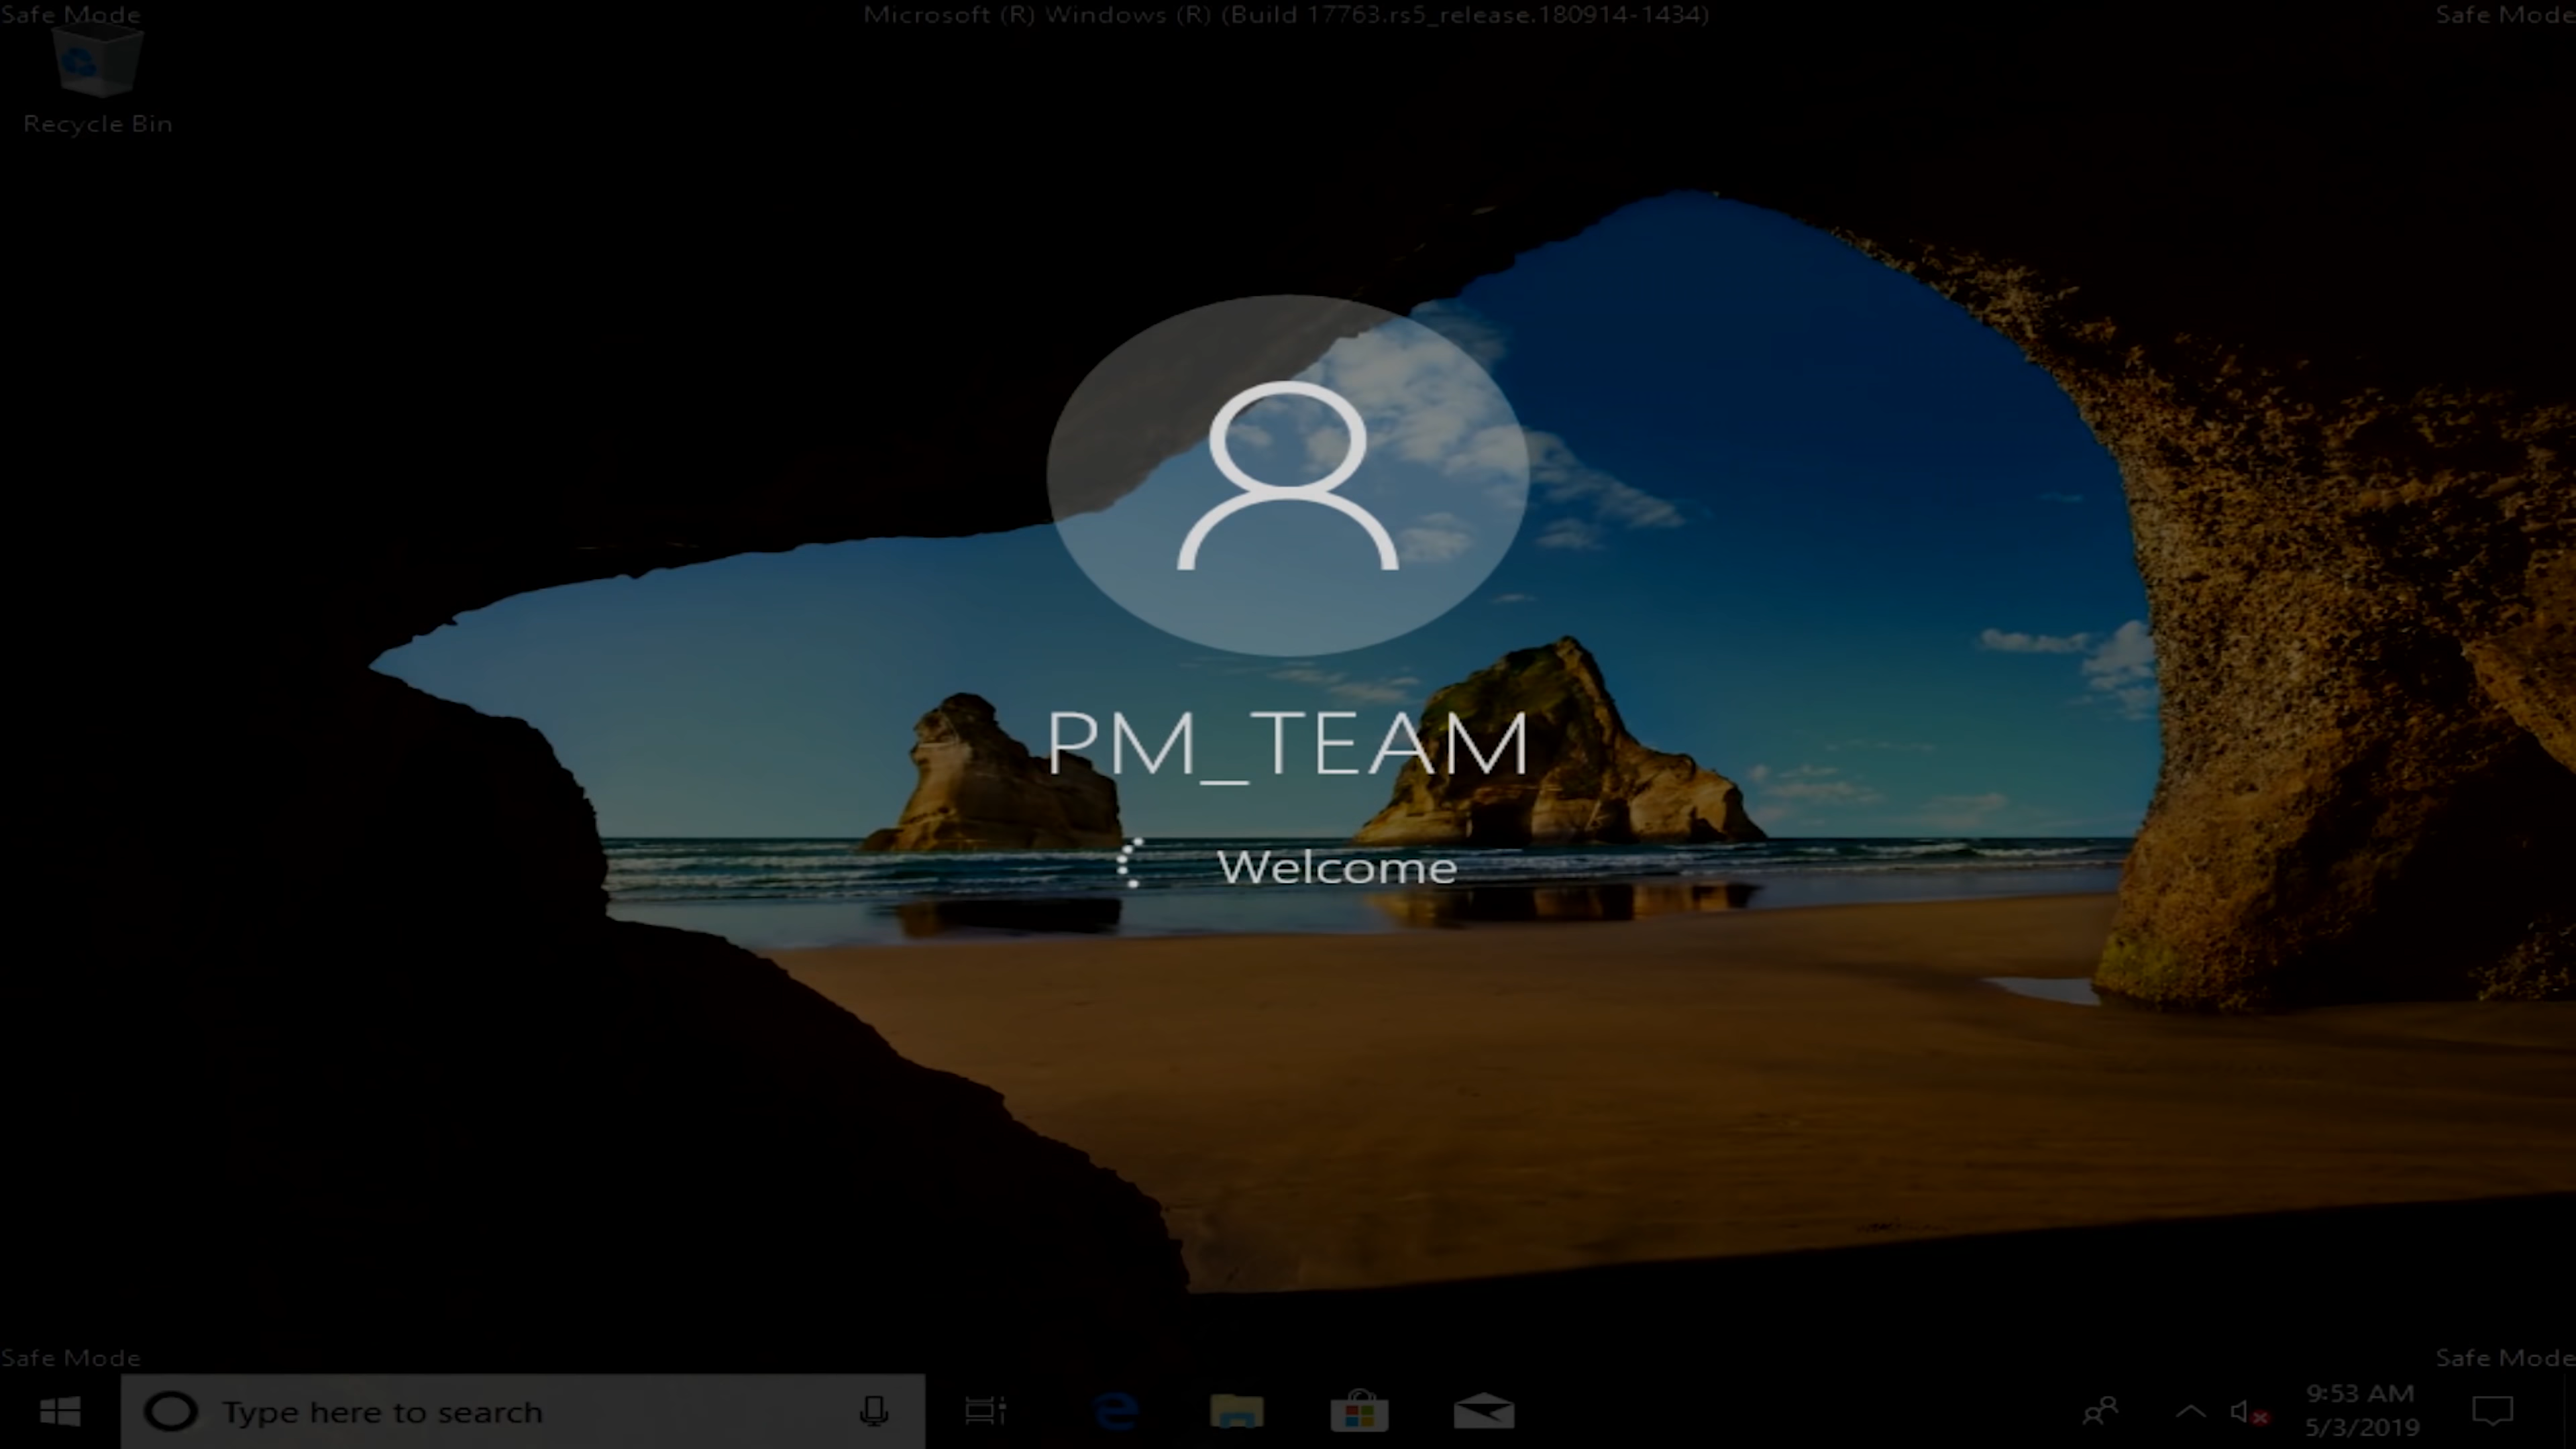 Safe Mode
Microsoft (R) Windows (R) (Build 17763.rs5_release.180914-1434)
Safe Mode
Recycle Bin
PM_TEAM
Welcome
Safe Mode
Safe Mode
Type here to search
9:53 AM
5/3/2019